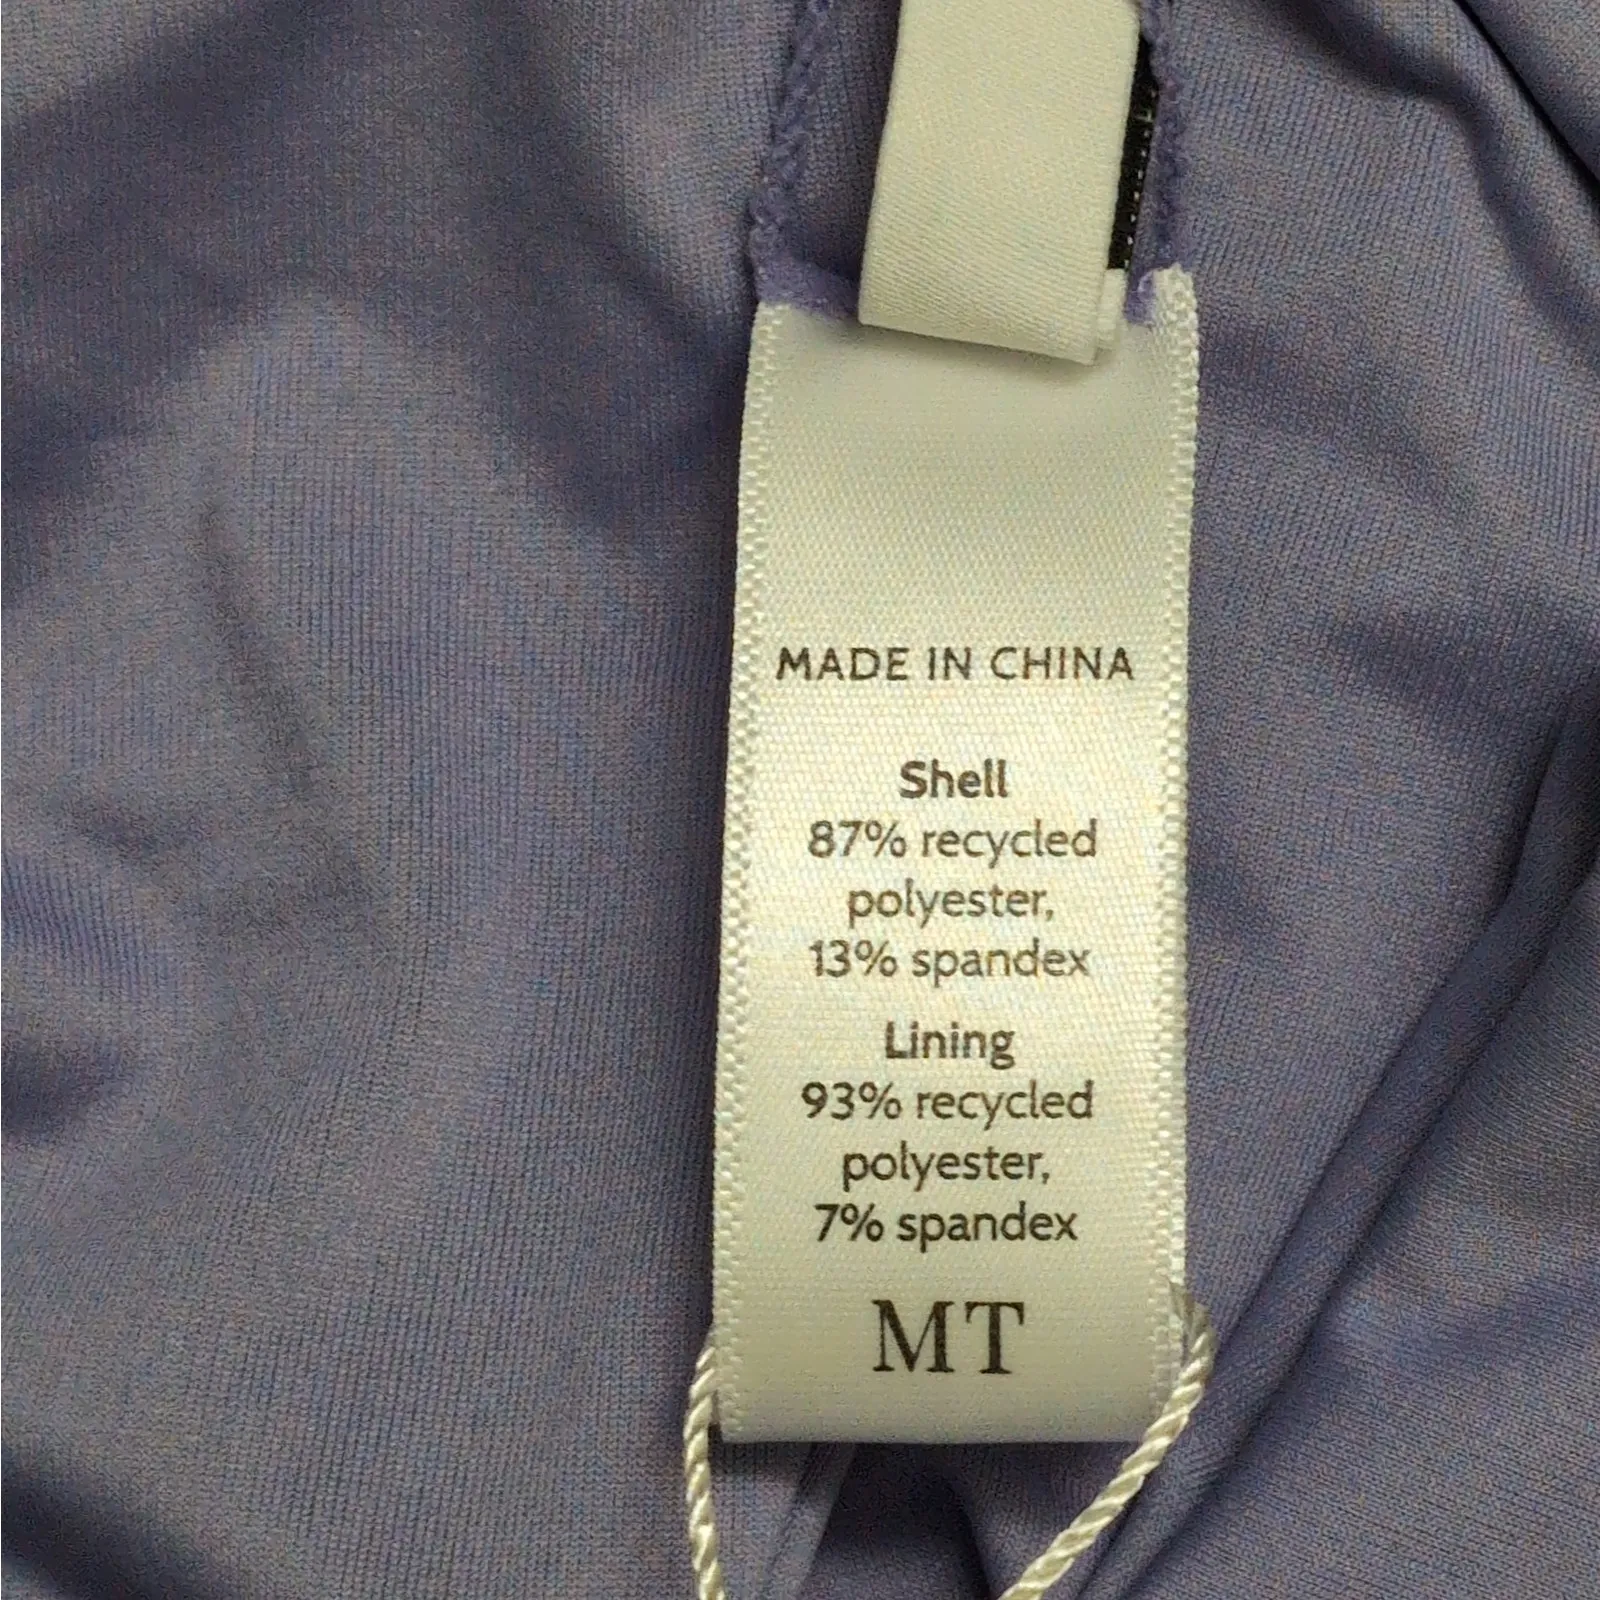 MADE IN CHINA
Shell
87% recycled
polyester,
13% spandex
Lining
93% recycled
polyester,
7% spandex
MT